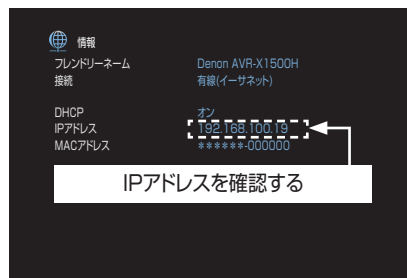 情報
フレンドリーネーム Denon AVR-X1500H
接続 有線(イーサネット)
DHCP オン
IPアドレス 192.168.100.19
MACアドレス ******-000000
IPアドレスを確認する